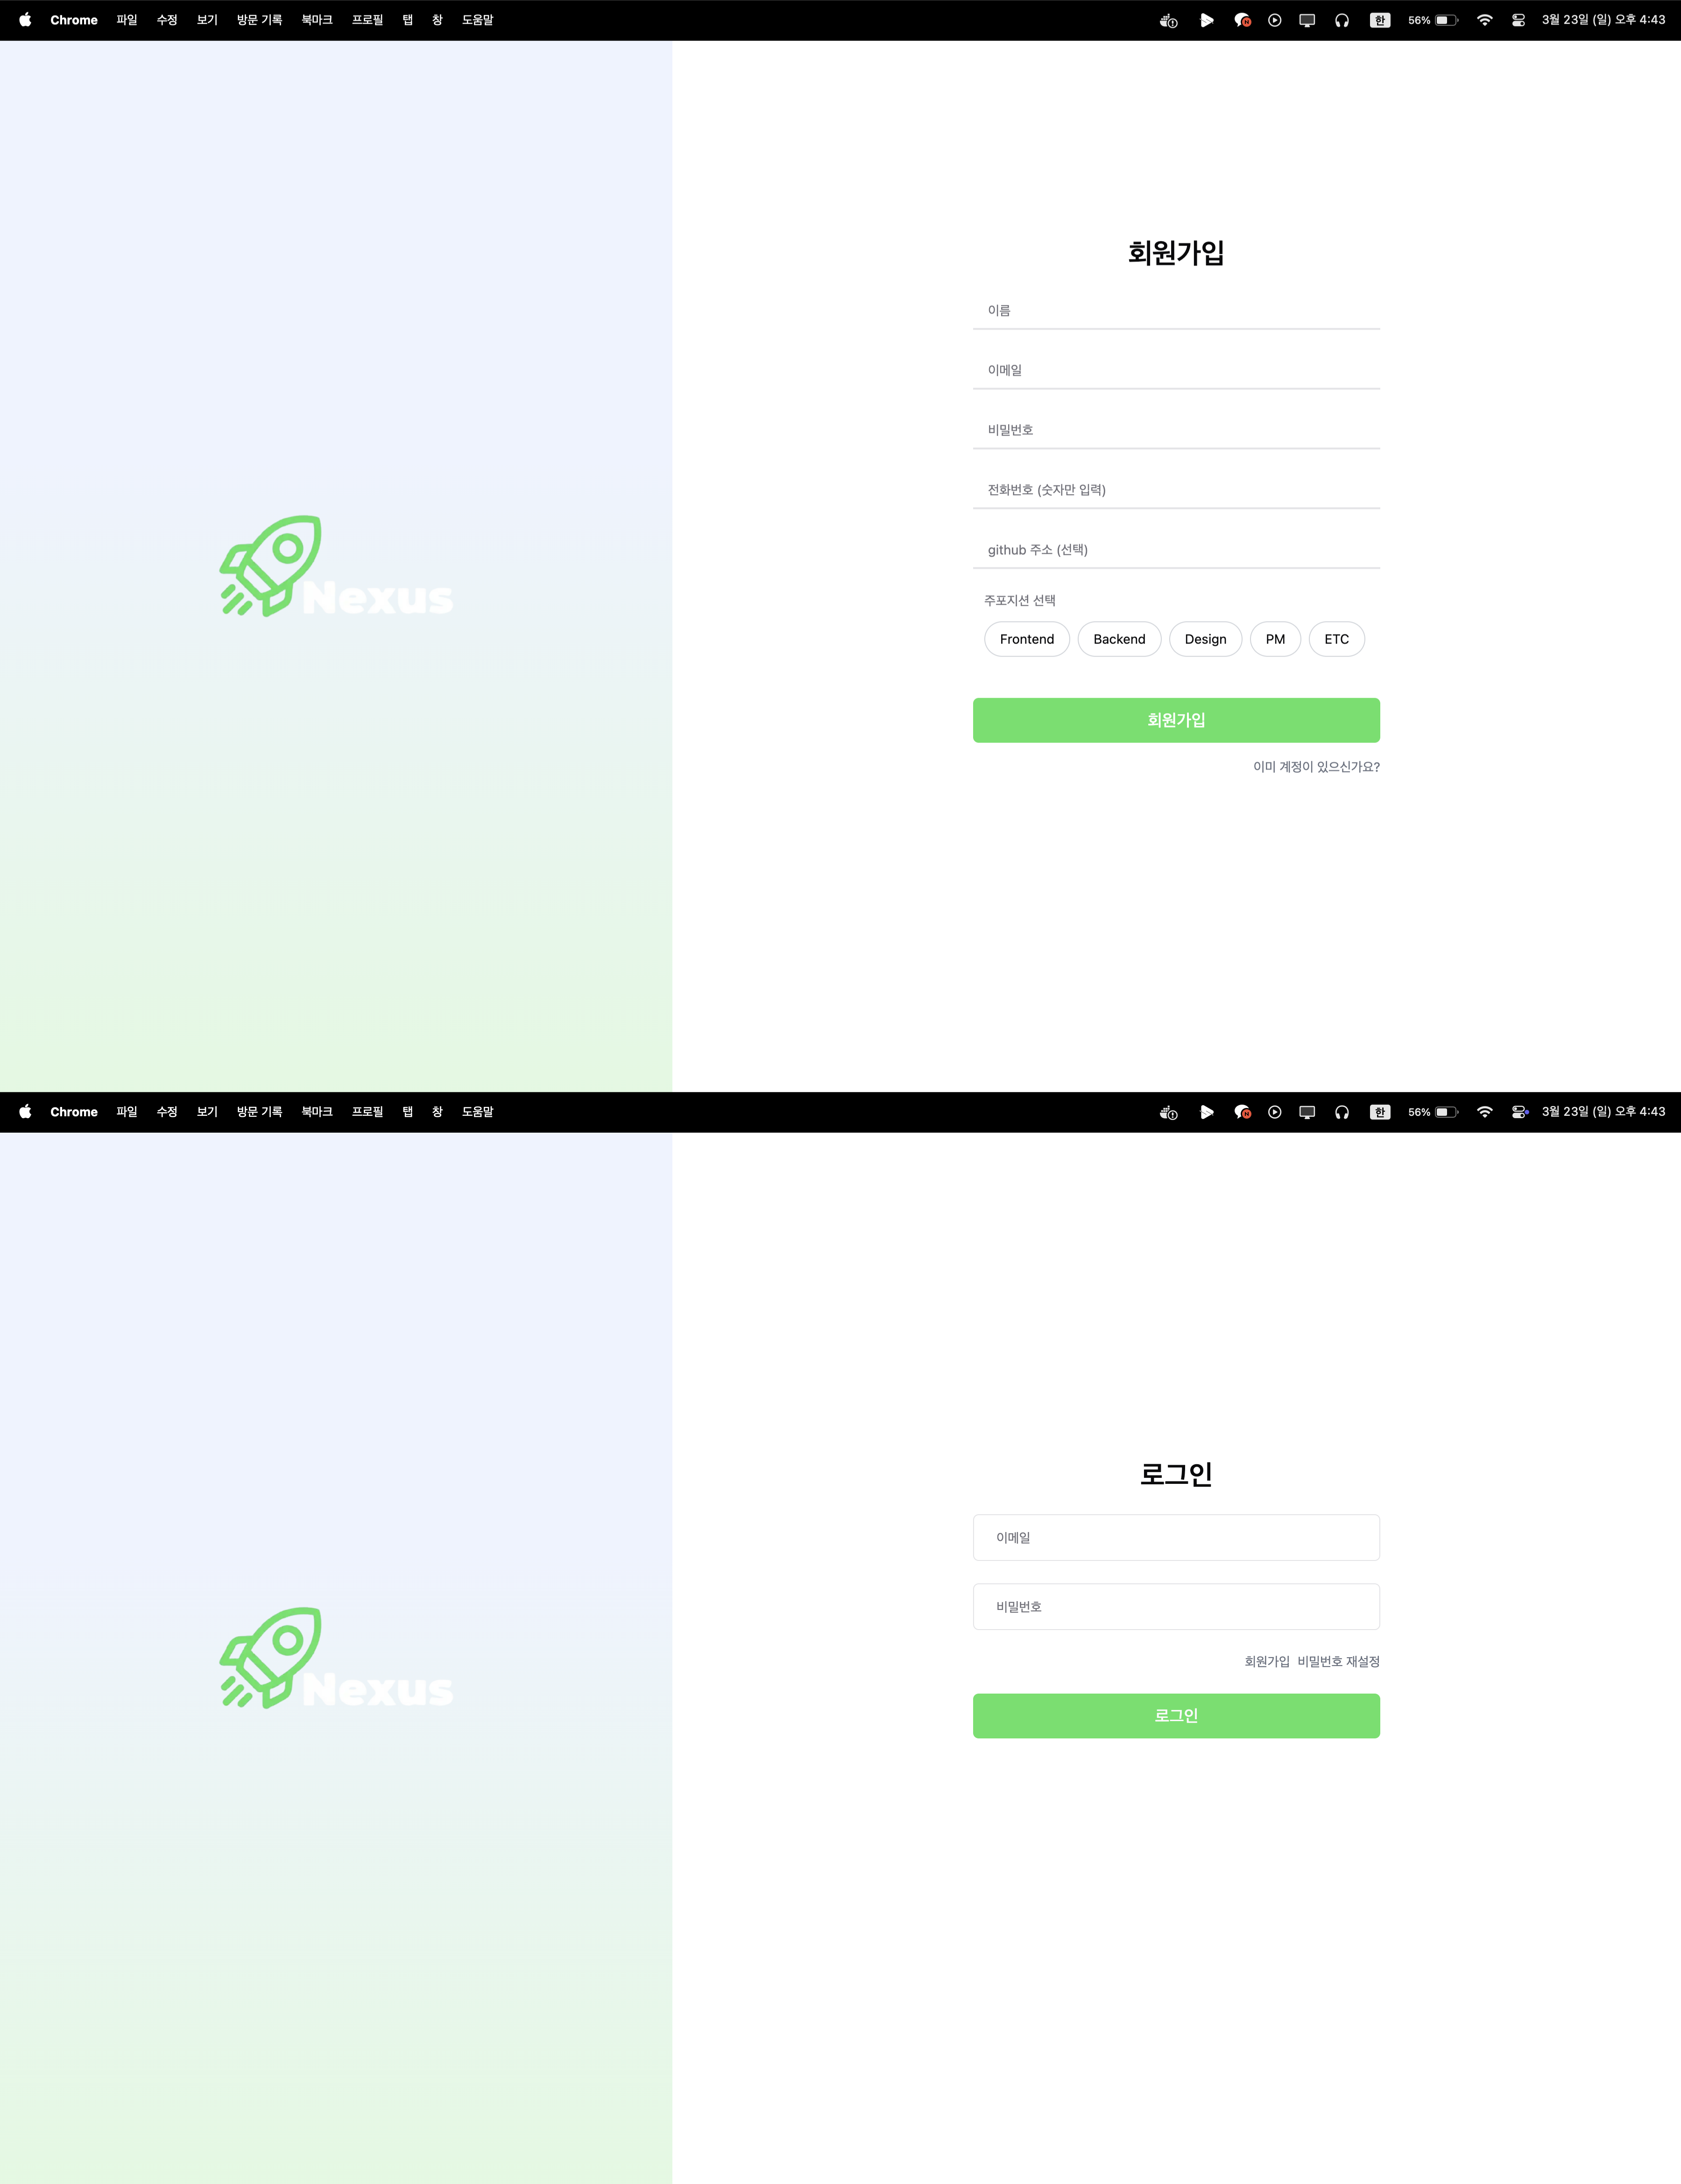 Chrome 파일 수정 보기 방문 기록 북마크 프로필 탭 창 도움말 한 56% 3월 23일 (일) 오후 4:43
회원가입
이름
이메일
비밀번호
전화번호 (숫자만 입력)
github 주소 (선택)
Nexus
주포지션 선택
Frontend Backend Design PM ETC
회원가입
이미 계정이 있으신가요?
Chrome 파일 수정 보기 방문 기록 북마크 프로필 탭 창 도움말 한 56% 3월 23일 (일) 오후 4:43
로그인
이메일
비밀번호
회원가입 비밀번호 재설정
Nexus
로그인